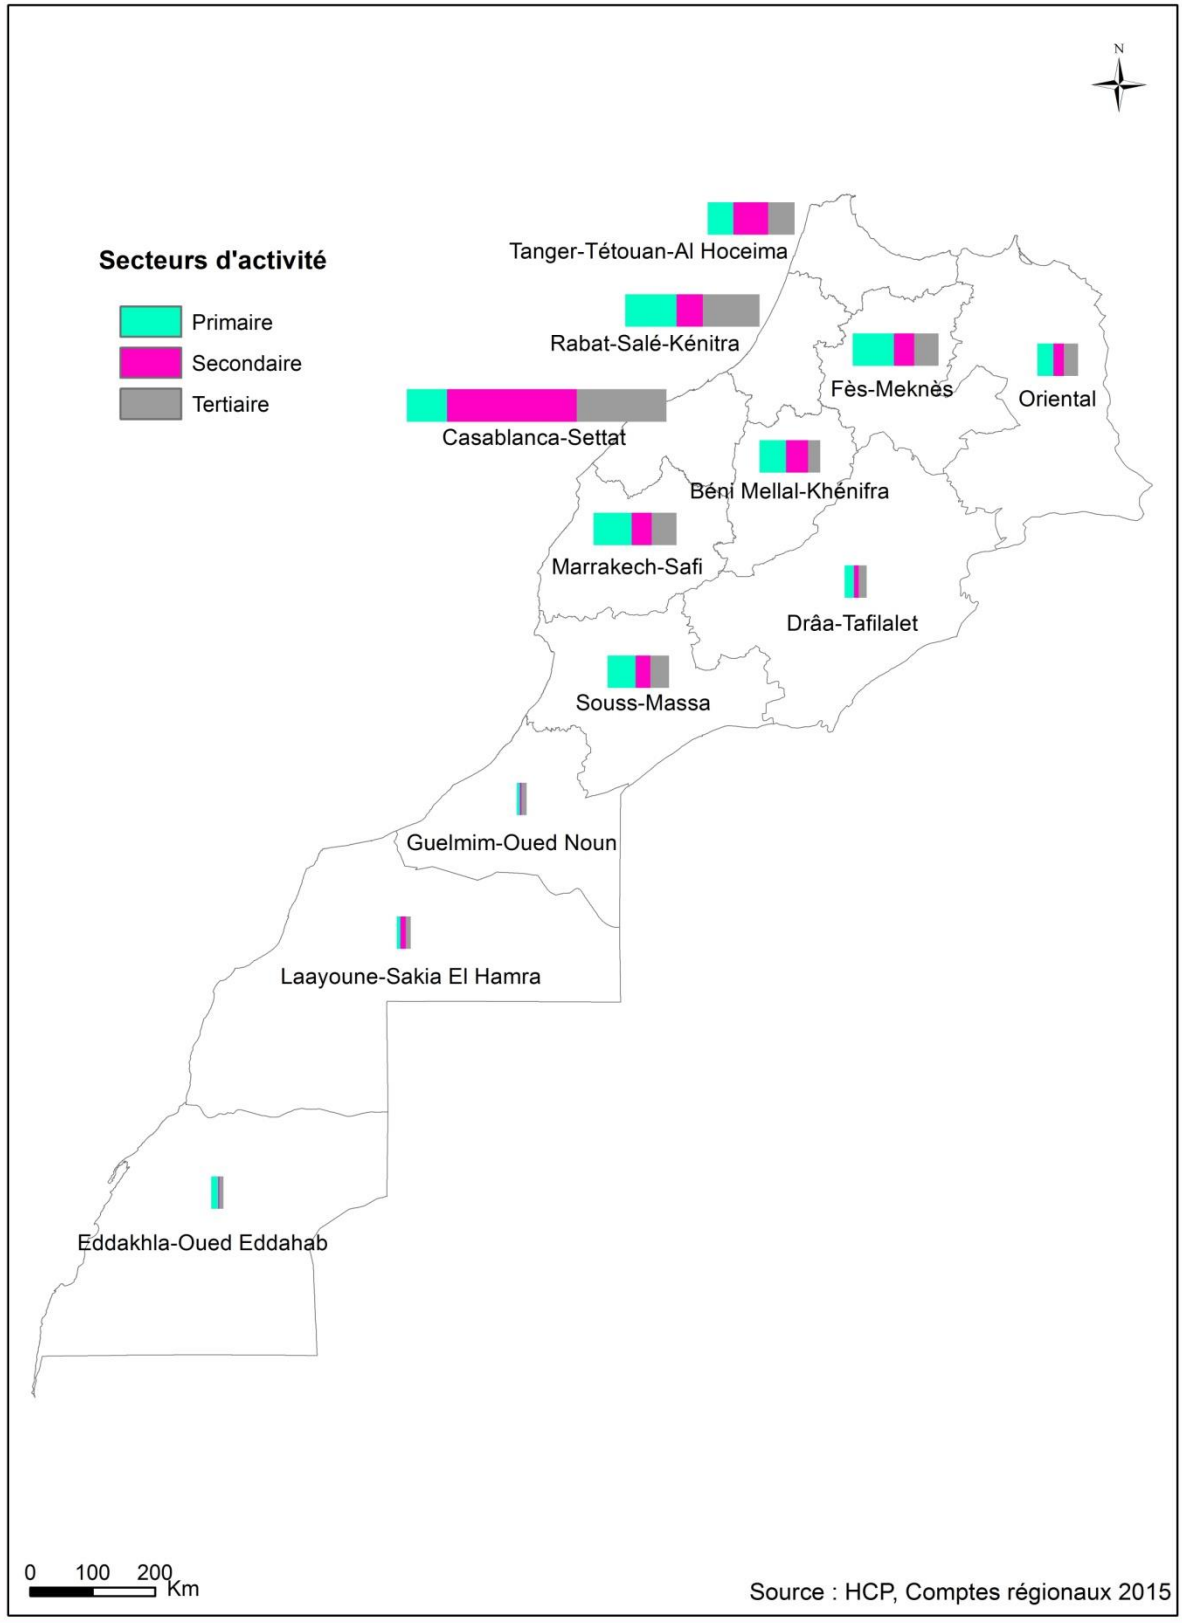 N
Tanger-Tétouan-Al Hoceima
Secteurs d'activité
Primaire
Secondaire
Tertiaire
Rabat-Salé-Kénitra
Fès-Meknès
Oriental
Casablanca-Settat
Béni Mellal-Khénifra
Marrakech-Safi
Drâa-Tafilalet
Souss-Massa
Guelmim-Oued Noun
Laayoune-Sakia El Hamra
Eddakhla-Oued Eddahab
0 100 200
Km
Source : HCP, Comptes régionaux 2015